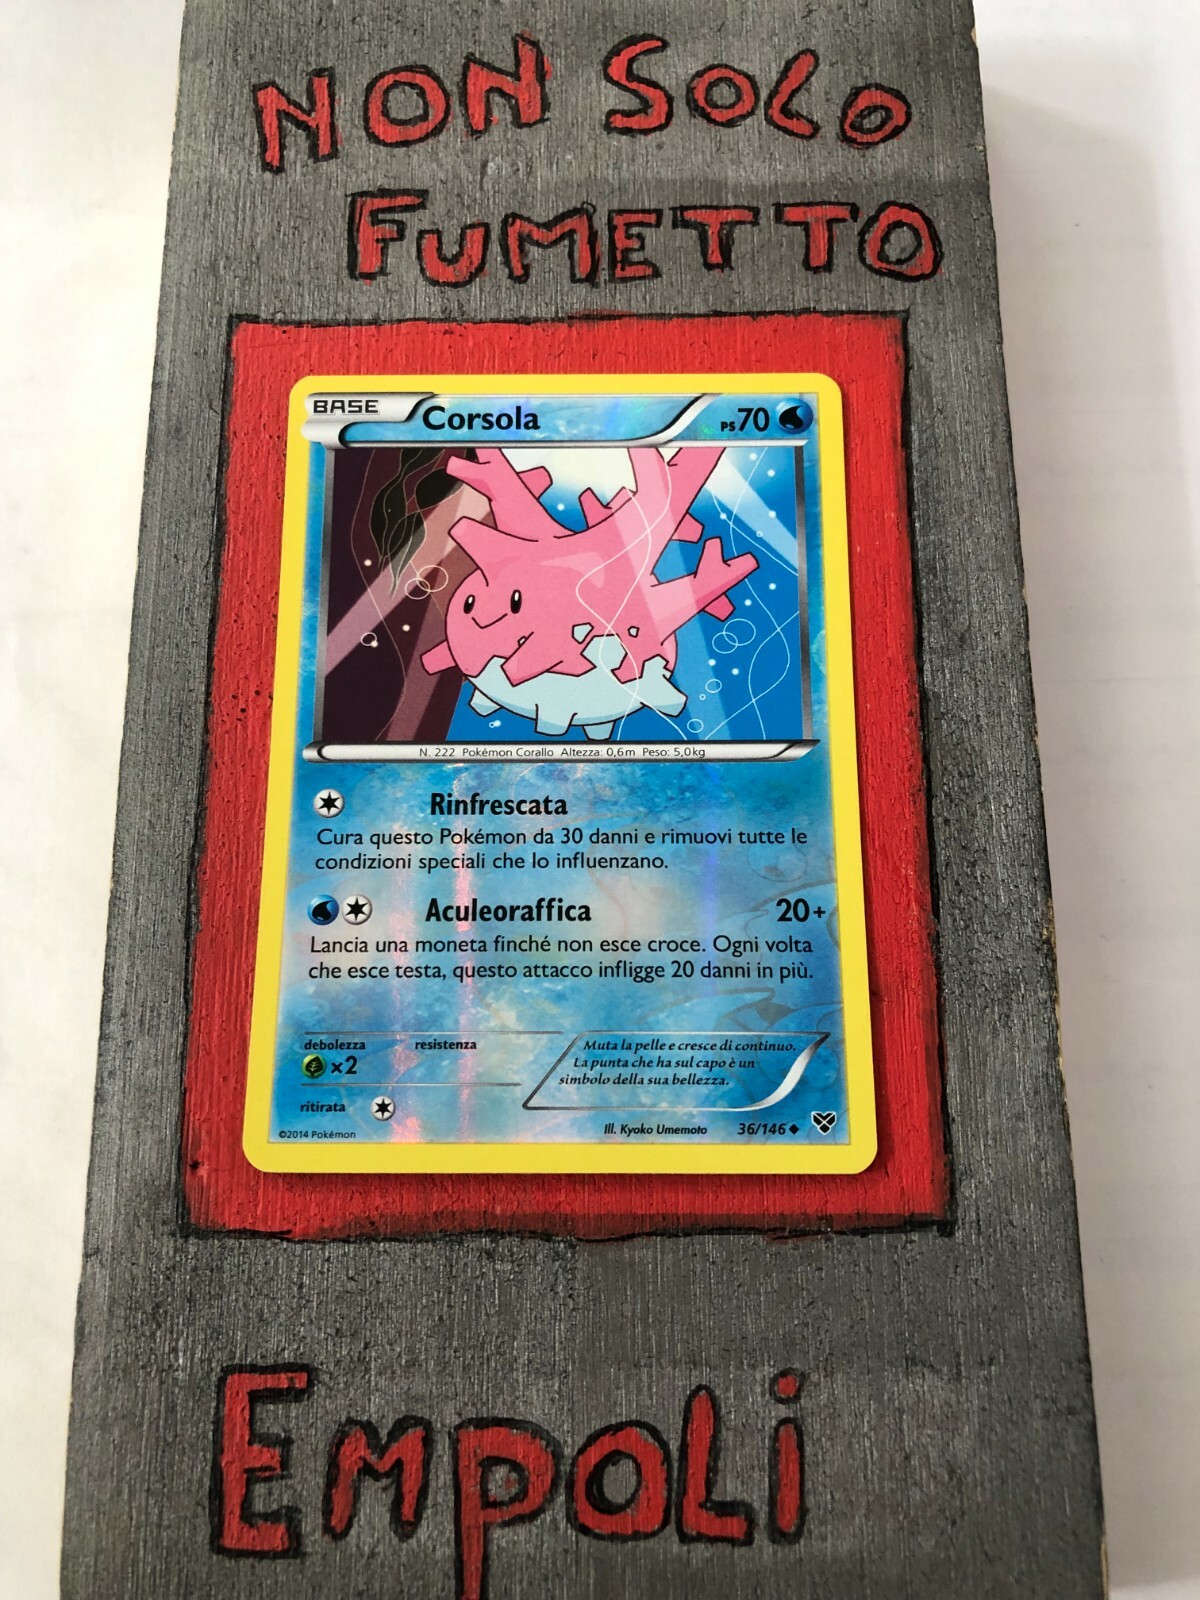 NON SOLO
FUMETTO
BASE
Corsola
PS70
N. 222 Pokémon Corallo Altezza: 0,6m Peso: 5,0kg
Rinfrescata
Cura questo Pokémon da 30 danni e rimuovi tutte le
condizioni speciali che lo influenzano.
Aculeoraffica 20+
Lancia una moneta finché non esce croce. Ogni volta
che esce testa, questo attacco infligge 20 danni in più.
debolezza resistenza
x2
ritirata
Muta la pelle e cresce di continuo.
La punta che ha sul capo è un
simbolo della sua bellezza.
©2014 Pokémon
Ill. Kyoko Umemoto 36/146
EmpoLi